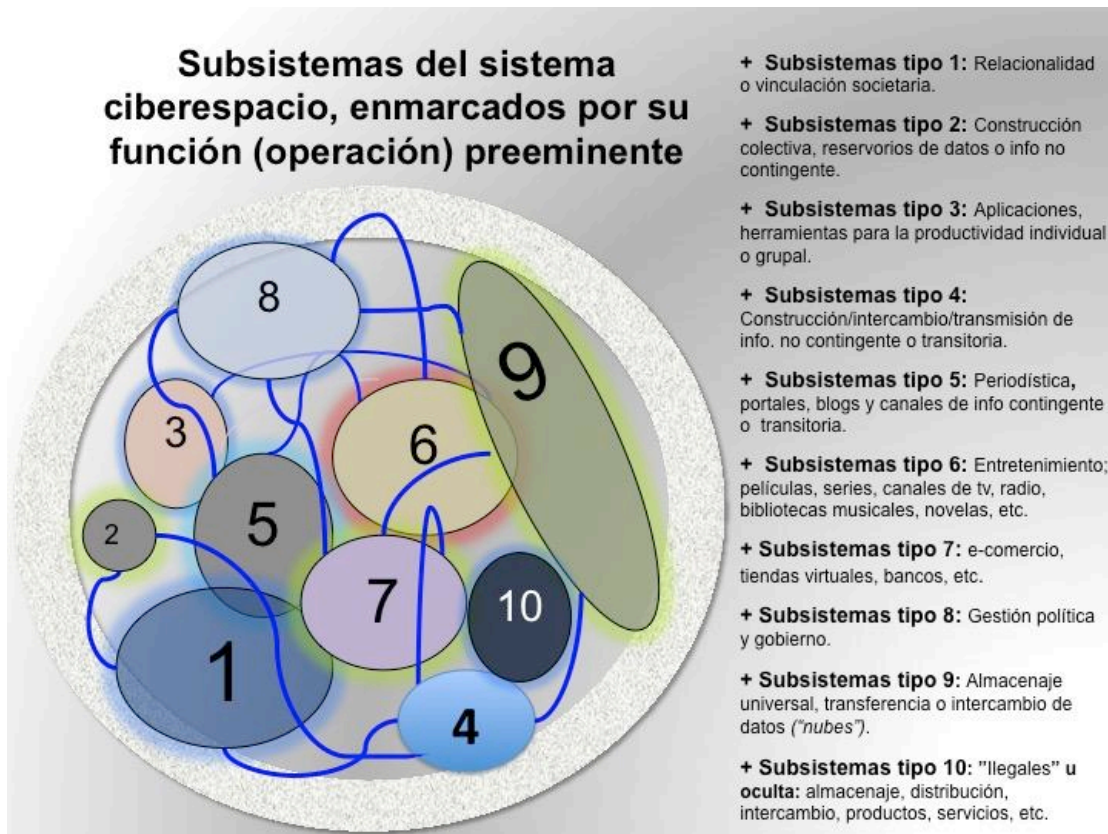 Subsistemas del sistema
ciberespacio, enmarcados por su
función (operación) preeminente
8
9
3
6
5
2
7
10
1
4
+ Subsistemas tipo 1: Relacionalidad
o vinculación societaria.
+ Subsistemas tipo 2: Construcción
colectiva, reservorios de datos o info no
contingente.
+ Subsistemas tipo 3: Aplicaciones,
herramientas para la productividad individual
o grupal.
+ Subsistemas tipo 4:
Construcción/intercambio/transmisión de
info. no contingente o transitoria.
+ Subsistemas tipo 5: Periodística,
portales, blogs y canales de info contingente
o transitoria.
+ Subsistemas tipo 6: Entretenimiento;
películas, series, canales de tv, radio,
bibliotecas musicales, novelas, etc.
+ Subsistemas tipo 7: e-comercio,
tiendas virtuales, bancos, etc.
+ Subsistemas tipo 8: Gestión política
y gobierno.
+ Subsistemas tipo 9: Almacenaje
universal, transferencia o intercambio de
datos (“nubes”).
+ Subsistemas tipo 10: "Ilegales” u
oculta: almacenaje, distribución,
intercambio, productos, servicios, etc.